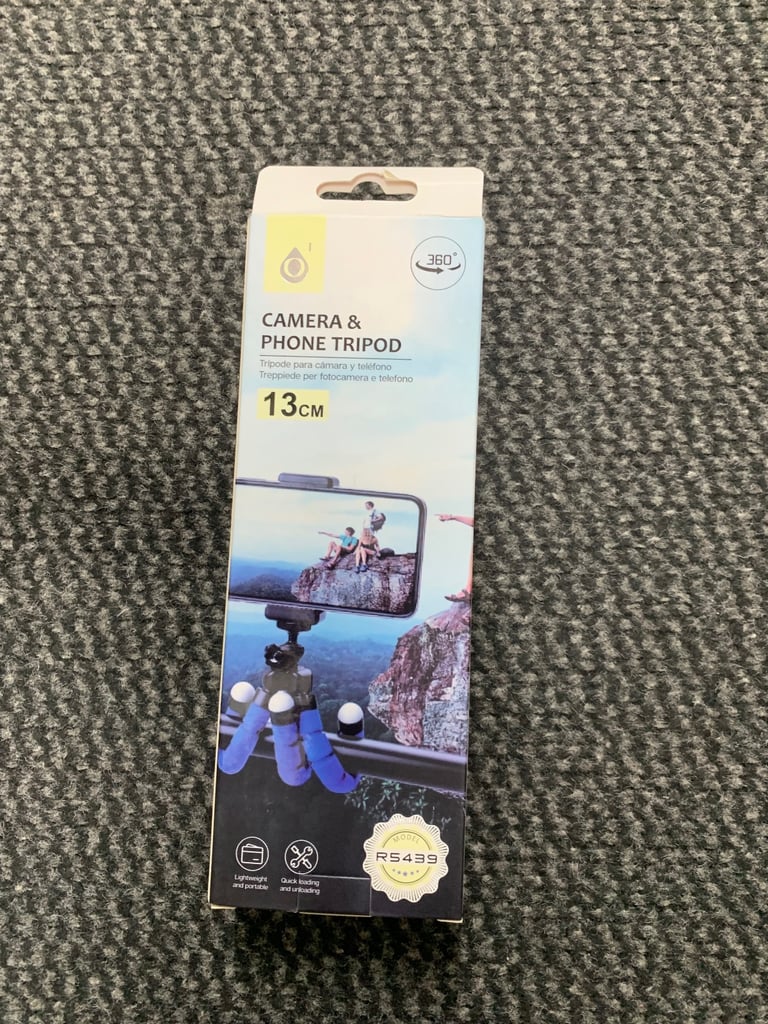 360°
CAMERA &
PHONE TRIPOD
Trípode para cámara y teléfono
Treppiede per fotocamera e telefono
13CM
Lightweight
and portable
Quick loading
and unloading
MODEL
R5439